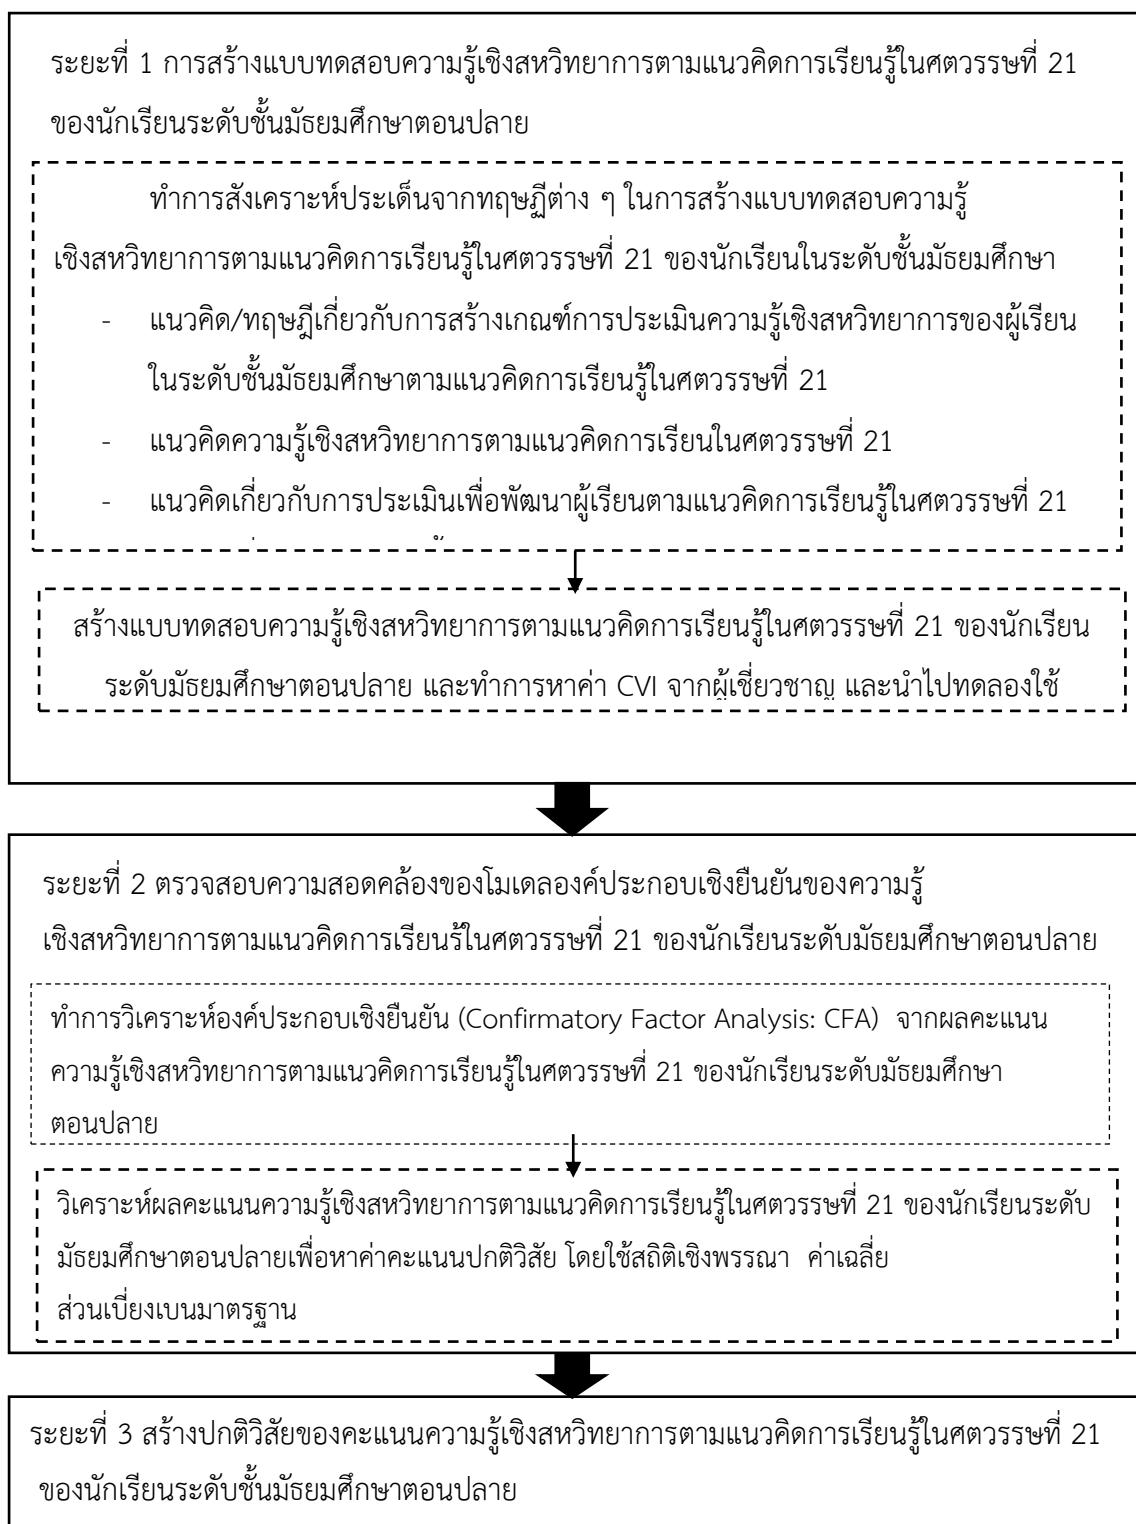 ระยะที่ 1 การสร้างแบบทดสอบความรู้เชิงสหวิทยาการตามแนวคิดการเรียนรู้ในศตวรรษที่ 21
ของนักเรียนระดับชั้นมัธยมศึกษาตอนปลาย
ทำการสังเคราะห์ประเด็นจากทฤษฏีต่าง ๆ ในการสร้างแบบทดสอบความรู้
เชิงสหวิทยาการตามแนวคิดการเรียนรู้ในศตวรรษที่ 21 ของนักเรียนในระดับชั้นมัธยมศึกษา
- แนวคิด/ทฤษฎีเกี่ยวกับการสร้างเกณฑ์การประเมินความรู้เชิงสหวิทยาการของผู้เรียน
ในระดับชั้นมัธยมศึกษาตามแนวคิดการเรียนรู้ในศตวรรษที่ 21
- แนวคิดความรู้เชิงสหวิทยาการตามแนวคิดการเรียนในศตวรรษที่ 21
- แนวคิดเกี่ยวกับการประเมินเพื่อพัฒนาผู้เรียนตามแนวคิดการเรียนรู้ในศตวรรษที่ 21
สร้างแบบทดสอบความรู้เชิงสหวิทยาการตามแนวคิดการเรียนรู้ในศตวรรษที่ 21 ของนักเรียน
ระดับมัธยมศึกษาตอนปลาย และทำการหาค่า CVI จากผู้เชี่ยวชาญ และนำไปทดลองใช้
ระยะที่ 2 ตรวจสอบความสอดคล้องของโมเดลองค์ประกอบเชิงยืนยันของความรู้
เชิงสหวิทยาการตามแนวคิดการเรียนรู้ในศตวรรษที่ 21 ของนักเรียนระดับมัธยมศึกษาตอนปลาย
ทำการวิเคราะห์องค์ประกอบเชิงยืนยัน (Confirmatory Factor Analysis: CFA) จากผลคะแนน
ความรู้เชิงสหวิทยาการตามแนวคิดการเรียนรู้ในศตวรรษที่ 21 ของนักเรียนระดับมัธยมศึกษา
ตอนปลาย
วิเคราะห์ผลคะแนนความรู้เชิงสหวิทยาการตามแนวคิดการเรียนรู้ในศตวรรษที่ 21 ของนักเรียนระดับ
มัธยมศึกษาตอนปลายเพื่อหาค่าคะแนนปกติวิสัย โดยใช้สถิติเชิงพรรณา ค่าเฉลี่ย
ส่วนเบี่ยงเบนมาตรฐาน
ระยะที่ 3 สร้างปกติวิสัยของคะแนนความรู้เชิงสหวิทยาการตามแนวคิดการเรียนรู้ในศตวรรษที่ 21
ของนักเรียนระดับชั้นมัธยมศึกษาตอนปลาย